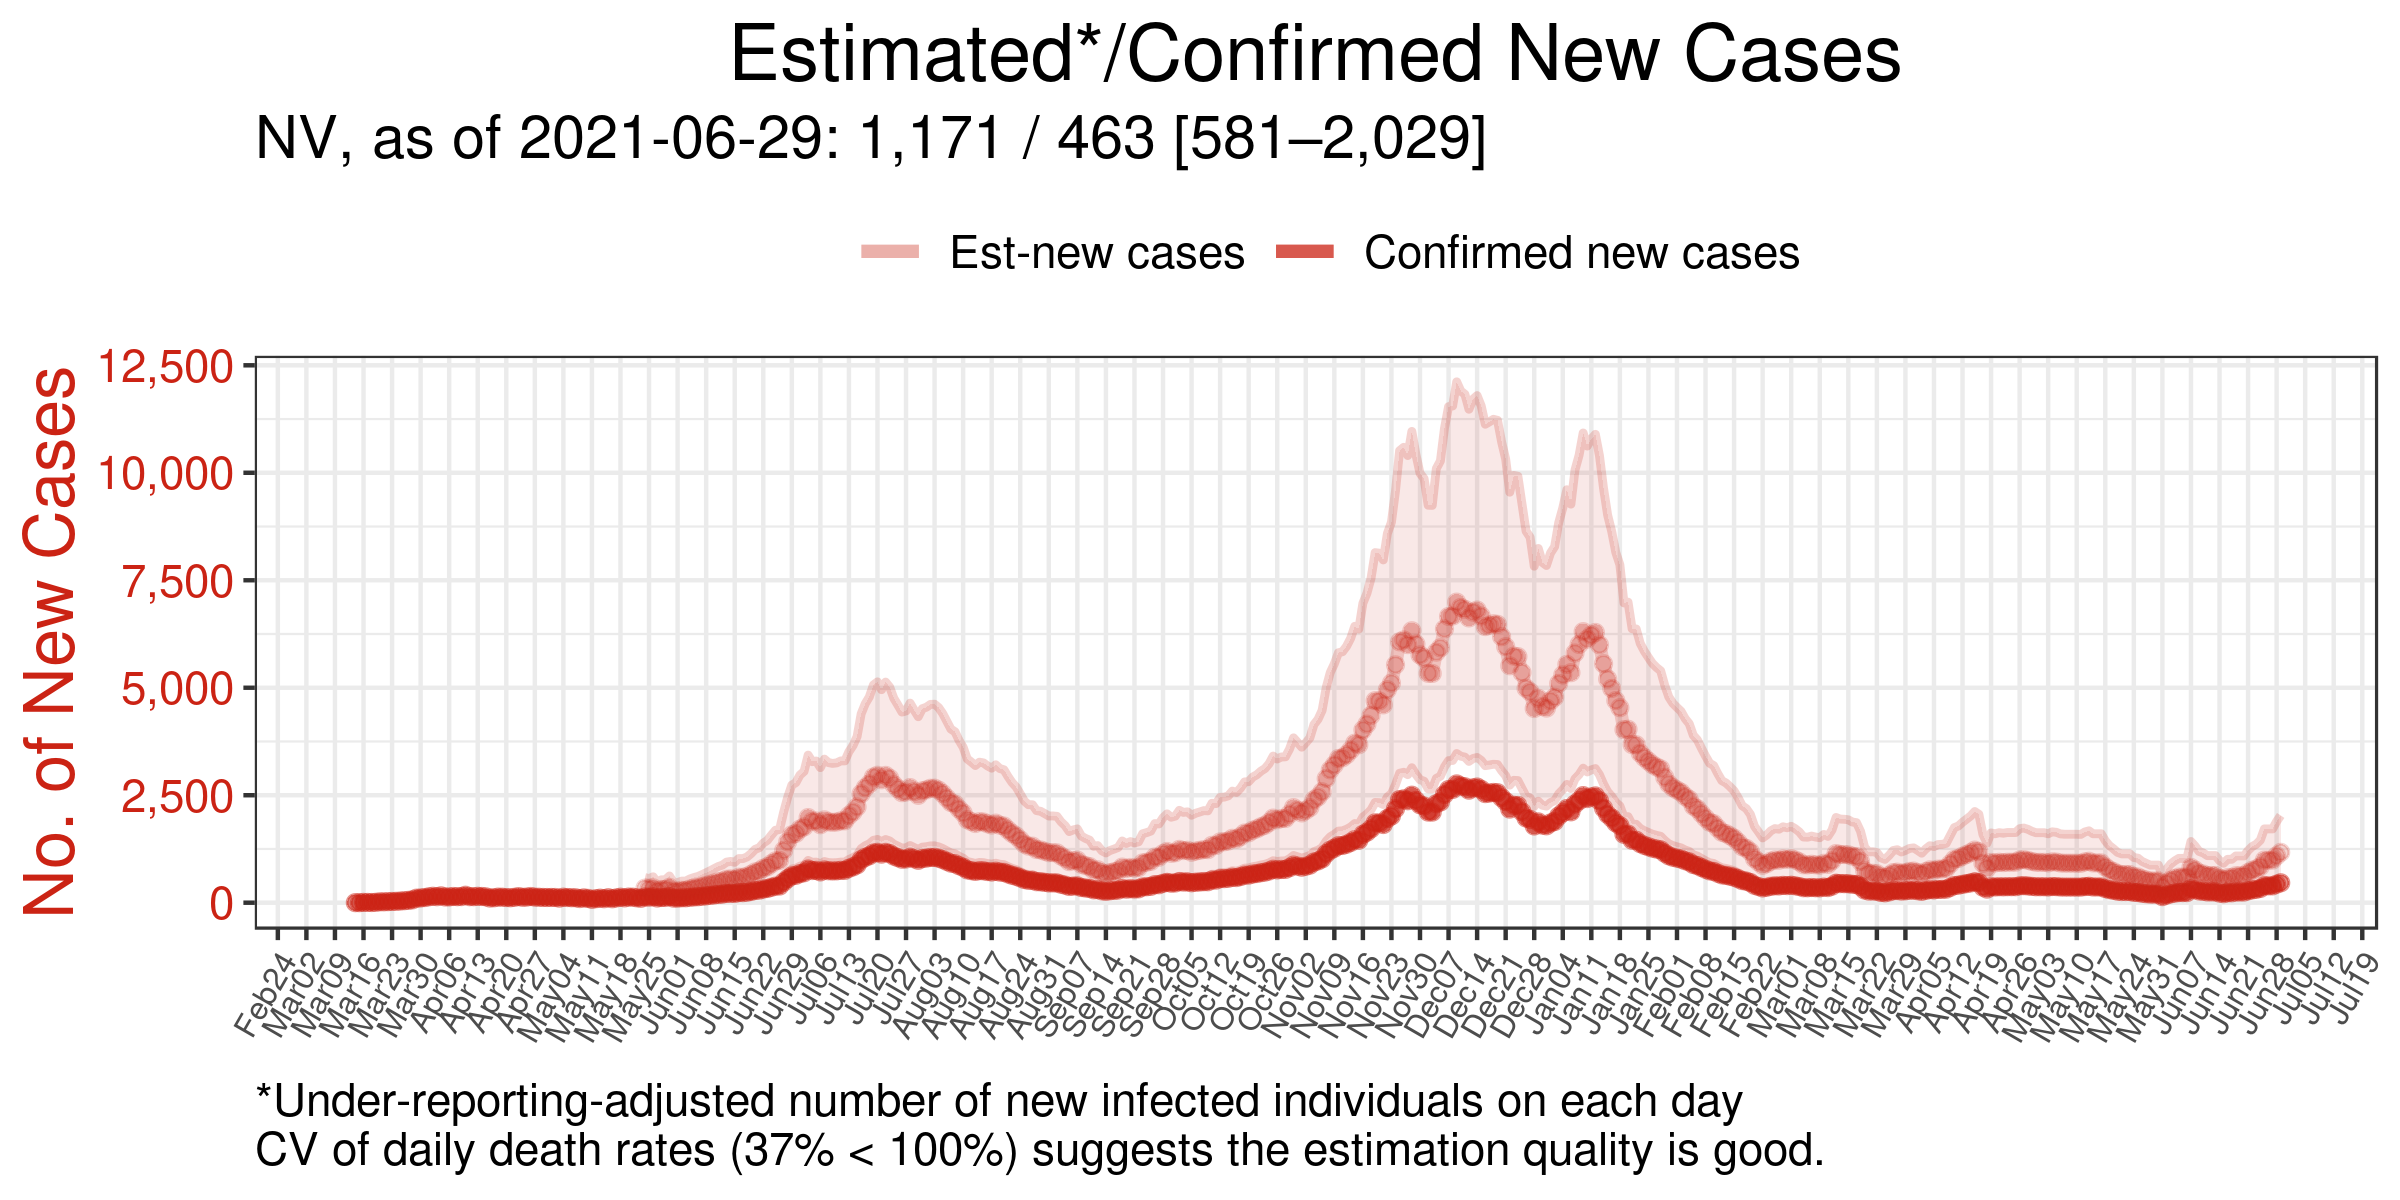 Estimated*/Confirmed New Cases
NV, as of 2021-06-29: 1,171 / 463 [581–2,029]
Est-new cases Confirmed new cases
No. of New Cases
12,500
10,000
7,500
5,000
2,500
0
Feb24 Mar02 Mar09 Mar16 Mar23 Mar30 Apr06 Apr13 Apr20 Apr27 May04 May11 May18 May25 Jun01 Jun08 Jun15 Jun22 Jun29 Jul06 Jul13 Jul20 Jul27 Aug03 Aug10 Aug17 Aug24 Aug31 Sep07 Sep14 Sep21 Sep28 Oct05 Oct12 Oct19 Oct26 Nov02 Nov09 Nov16 Nov23 Nov30 Dec07 Dec14 Dec21 Dec28 Jan04 Jan11 Jan18 Jan25 Feb01 Feb08 Feb15 Feb22 Mar01 Mar08 Mar15 Mar22 Mar29 Apr05 Apr12 Apr19 Apr26 May03 May10 May17 May24 May31 Jun07 Jun14 Jun21 Jun28 Jul05 Jul12 Jul19
*Under-reporting-adjusted number of new infected individuals on each day
CV of daily death rates (37% < 100%) suggests the estimation quality is good.